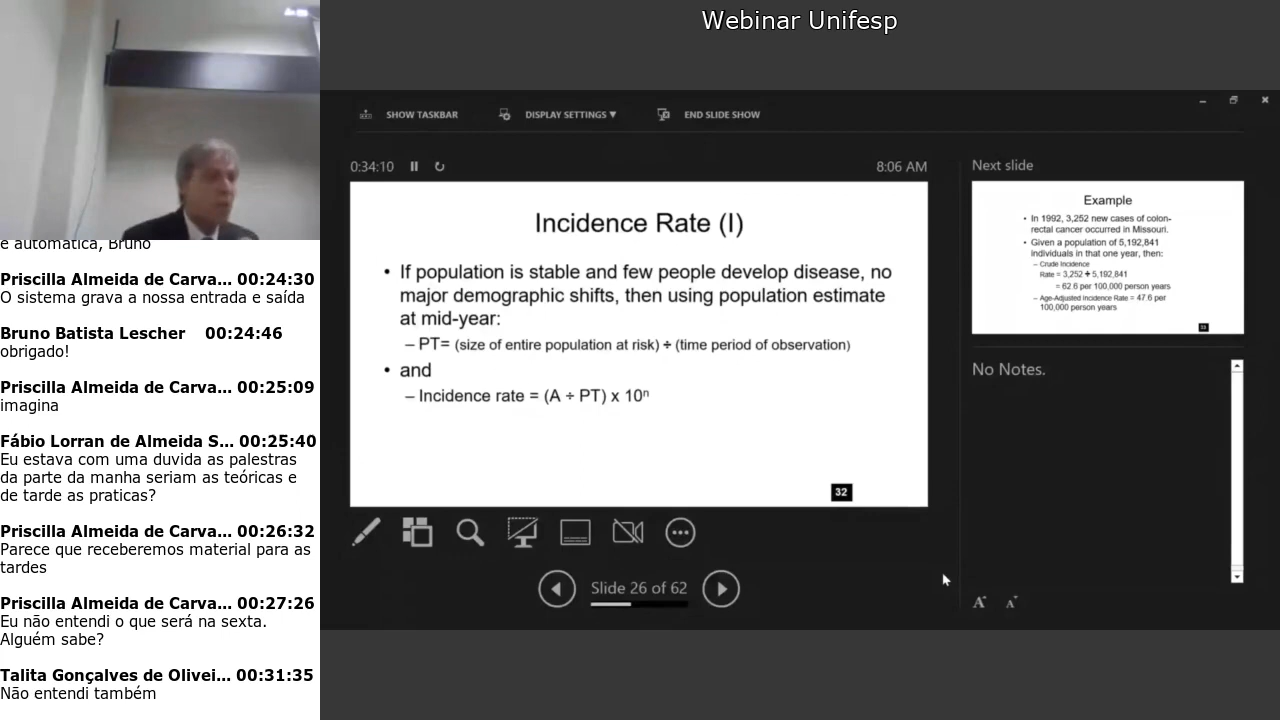 Webinar Unifesp
e automática, Bruno
Priscilla Almeida de Carva... 00:24:30
O sistema grava a nossa entrada e saída
Bruno Batista Lescher 00:24:46
obrigado!
Priscilla Almeida de Carva... 00:25:09
imagina
Fábio Lorran de Almeida S... 00:25:40
Eu estava com uma duvida as palestras
da parte da manha seriam as teóricas e
de tarde as praticas?
Priscilla Almeida de Carva... 00:26:32
Parece que receberemos material para as
tardes
Priscilla Almeida de Carva... 00:27:26
Eu não entendi o que será na sexta.
Alguém sabe?
Talita Gonçalves de Olivei... 00:31:35
Não entendi também
SHOW TASKBAR
DISPLAY SETTINGS ▼
END SLIDE SHOW
0:34:10
8:06 AM
Incidence Rate (I)
• If population is stable and few people develop disease, no
major demographic shifts, then using population estimate
at mid-year:
– PT= (size of entire population at risk) ÷ (time period of observation)
• and
– Incidence rate = (A ÷ PT) x 10ⁿ
32
Slide 26 of 62
Next slide
Example
• In 1992, 3,252 new cases of colon-
rectal cancer occurred in Missouri.
• Given a population of 5,192,841
individuals in that one year, then:
– Crude Incidence
Rate = 3,252 ÷ 5,192,841
= 62.6 per 100,000 person years
– Age-Adjusted Incidence Rate = 47.6 per
100,000 person years
33
No Notes.
A A